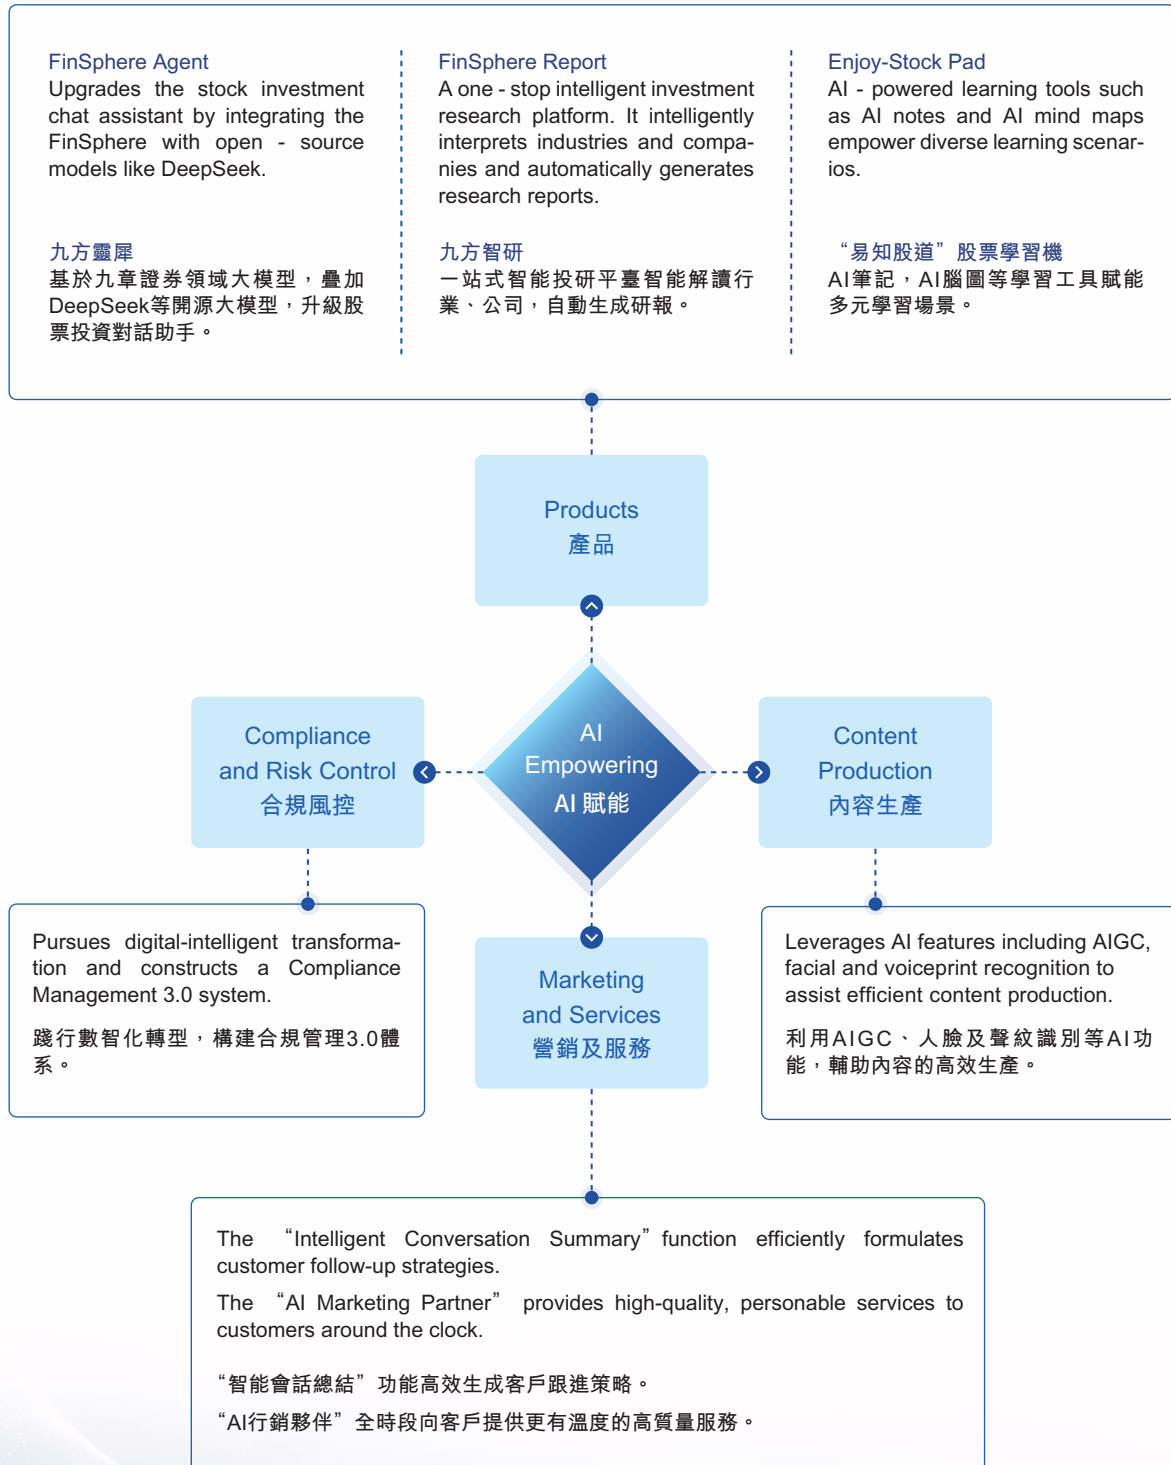 FinSphere Agent
Upgrades the stock investment
chat assistant by integrating the
FinSphere with open - source
models like DeepSeek.
九方靈犀
基於九章證券領域大模型，疊加
DeepSeek等開源大模型，升級股
票投資對話助手。
FinSphere Report
A one - stop intelligent investment
research platform. It intelligently
interprets industries and compa-
nies and automatically generates
research reports.
九方智研
一站式智能投研平臺智能解讀行
業、公司，自動生成研報。
Enjoy-Stock Pad
AI - powered learning tools such
as AI notes and AI mind maps
empower diverse learning scenar-
ios.
“易知股道”股票學習機
AI筆記，AI腦圖等學習工具賦能
多元學習場景。
Products
產品
Compliance
and Risk Control
合規風控
AI
Empowering
AI 賦能
Content
Production
內容生產
Pursues digital-intelligent transforma-
tion and constructs a Compliance
Management 3.0 system.
踐行數智化轉型，構建合規管理3.0體
系。
Marketing
and Services
營銷及服務
Leverages AI features including AIGC,
facial and voiceprint recognition to
assist efficient content production.
利用AIGC、人臉及聲紋識別等AI功
能，輔助內容的高效生產。
The “Intelligent Conversation Summary” function efficiently formulates
customer follow-up strategies.
The “AI Marketing Partner” provides high-quality, personable services to
customers around the clock.
“智能會話總結”功能高效生成客戶跟進策略。
“AI行銷夥伴”全時段向客戶提供更有溫度的高質量服務。